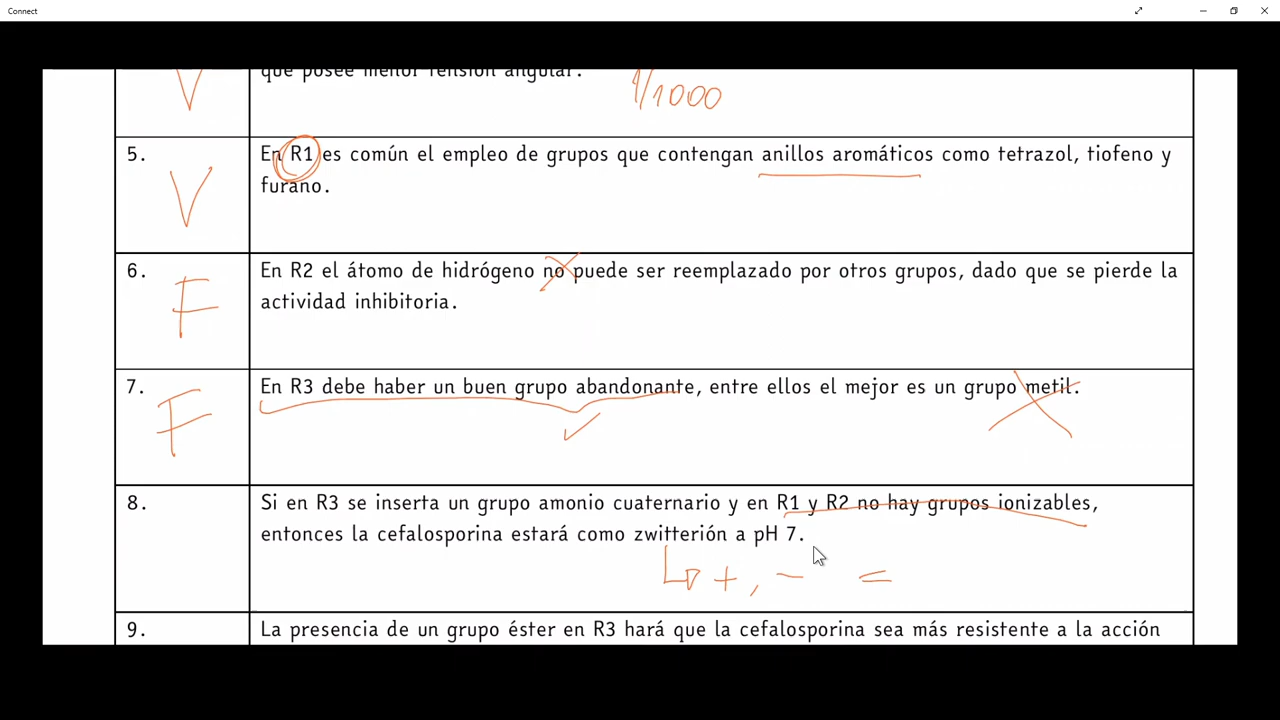 Connect
que posee menor tensión angular.
V
1/1000
5.
En R1 es común el empleo de grupos que contengan anillos aromáticos como tetrazol, tiofeno y
furano.
V
6.
En R2 el átomo de hidrógeno no puede ser reemplazado por otros grupos, dado que se pierde la
actividad inhibitoria.
F
7.
En R3 debe haber un buen grupo abandonante, entre ellos el mejor es un grupo metil.
F
8.
Si en R3 se inserta un grupo amonio cuaternario y en R1 y R2 no hay grupos ionizables,
entonces la cefalosporina estará como zwitterión a pH 7.
+, - =
9.
La presencia de un grupo éster en R3 hará que la cefalosporina sea más resistente a la acción